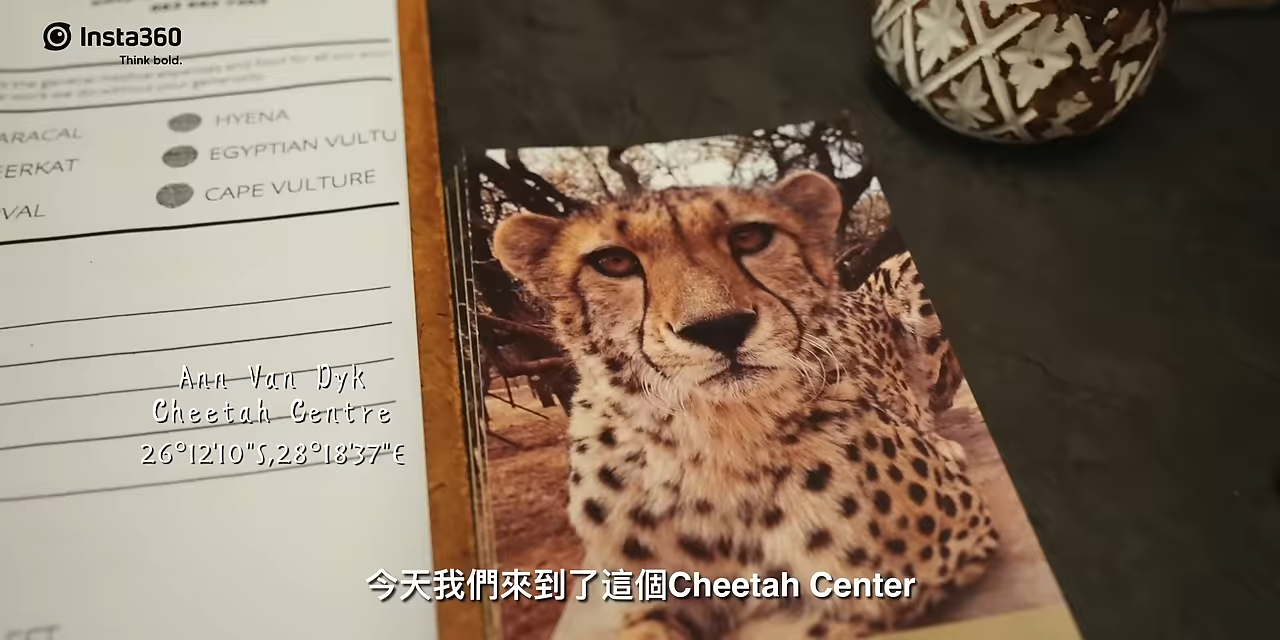 Insta360
Think bold.
HYENA
EGYPTIAN VULTU
CAPE VULTURE
ARACAL
EERKAT
VAL
Ann Van Dyk
Cheetah Centre
26°12'10"S,28°18'37"E
今天我們來到了這個Cheetah Center